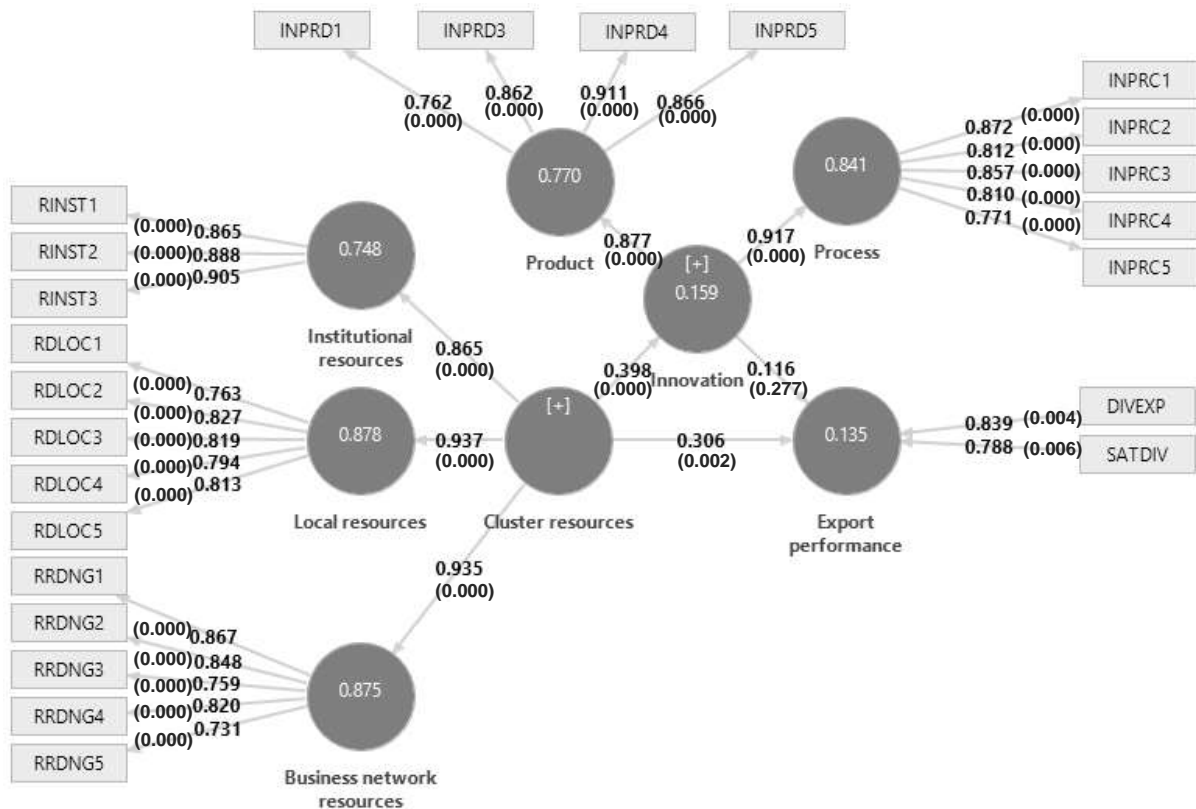 INPRD1
INPRD3
INPRD4
INPRD5
0.762
(0.000)
0.862
(0.000)
0.911
(0.000)
0.866
(0.000)
INPRC1
INPRC2
INPRC3
INPRC4
INPRC5
0.872
(0.000)
0.812
(0.000)
0.857
(0.000)
0.810
(0.000)
0.771
(0.000)
0.770
Product
0.841
Process
0.877
(0.000)
0.917
(0.000)
[+]
0.159
Innovation
RINST1
RINST2
RINST3
(0.000)
0.865
(0.000)
0.888
(0.000)
0.905
0.748
Institutional
resources
0.865
(0.000)
0.398
(0.000)
0.116
(0.277)
RDLOC1
RDLOC2
RDLOC3
RDLOC4
RDLOC5
(0.000)
0.763
(0.000)
0.827
(0.000)
0.819
(0.000)
0.794
(0.000)
0.813
0.878
Local resources
0.937
(0.000)
[+]
Cluster resources
0.306
(0.002)
0.135
Export
performance
0.839
(0.004)
0.788
(0.006)
DIVEXP
SATDIV
0.935
(0.000)
RRDNG1
RRDNG2
RRDNG3
RRDNG4
RRDNG5
(0.000)
0.867
(0.000)
0.848
(0.000)
0.759
(0.000)
0.820
(0.000)
0.731
0.875
Business network
resources